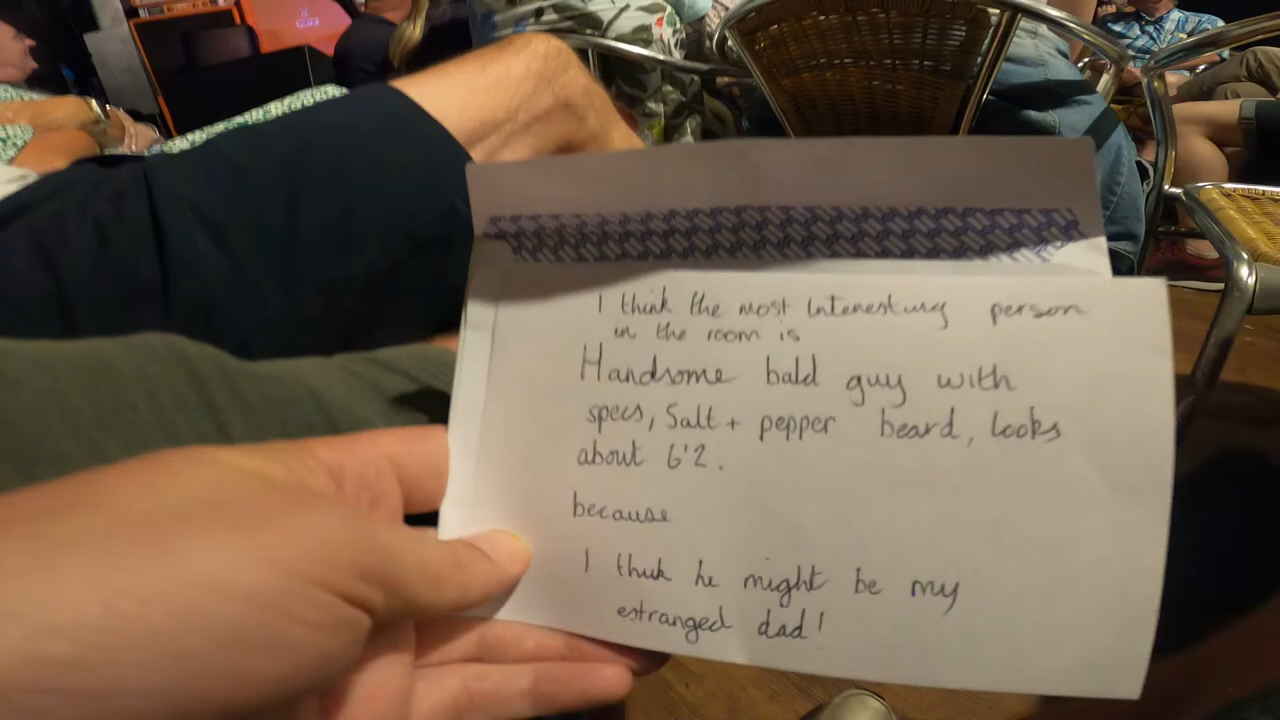 I think the most interesting person
in the room is
Handsome bald guy with
specs, Salt + pepper beard, looks
about 6'2.
because
I think he might be my
estranged dad!